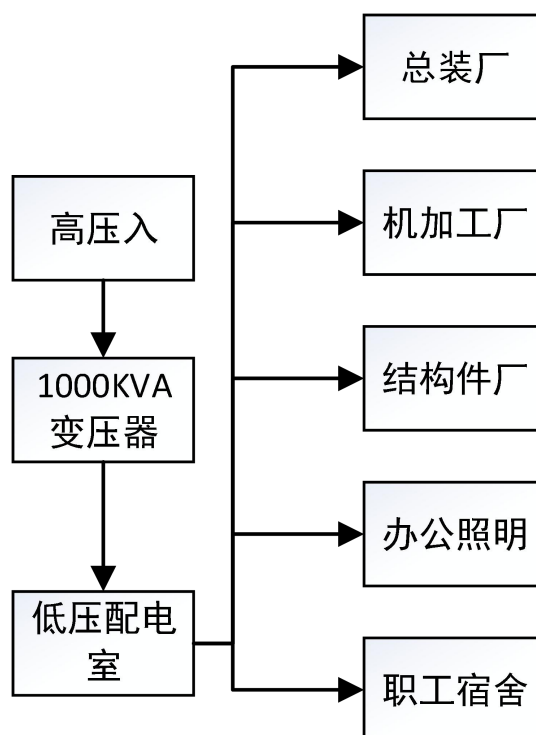 高压入
1000KVA
变压器
低压配电
室
总装厂
机加工厂
结构件厂
办公照明
职工宿舍